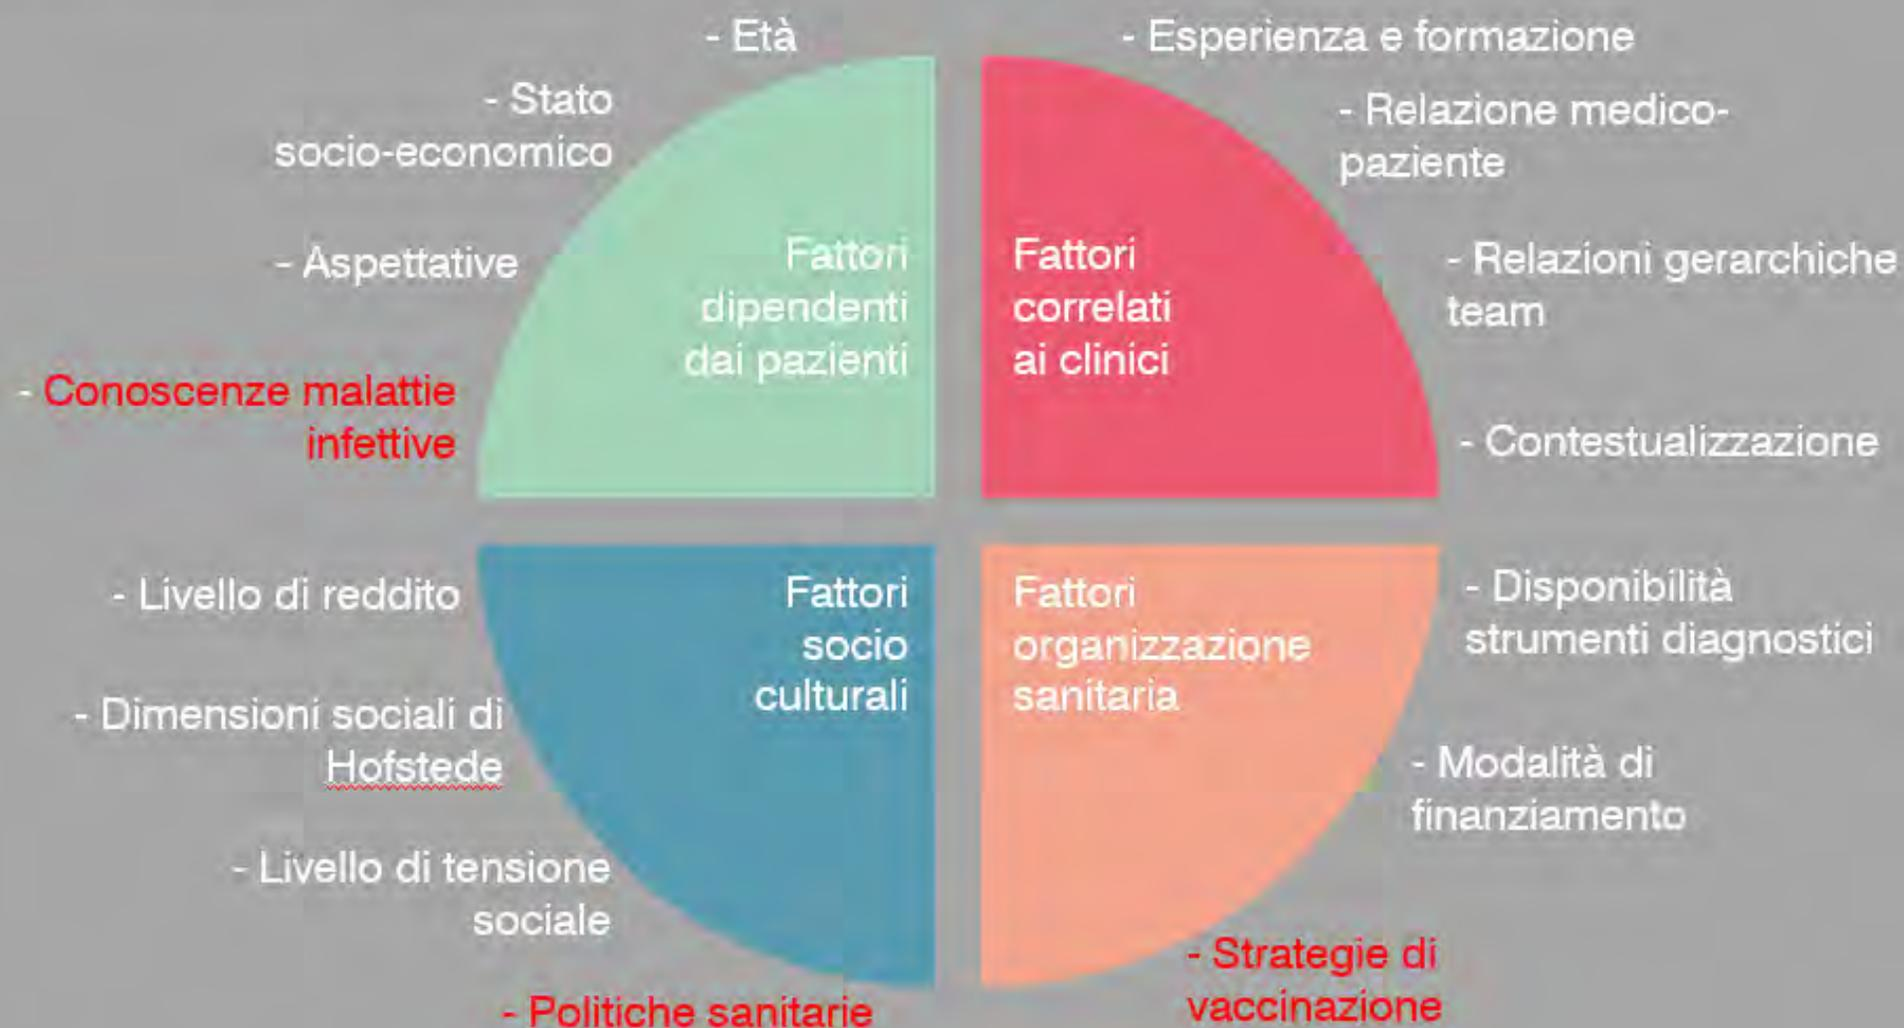 - Età
- Stato
socio-economico
- Aspettative
- Conoscenze malattie
infettive
Fattori
dipendenti
dai pazienti
- Esperienza e formazione
- Relazione medico-
paziente
- Relazioni gerarchiche
team
- Contestualizzazione
Fattori
correlati
ai clinici
- Livello di reddito
- Dimensioni sociali di
Hofstede
- Livello di tensione
sociale
- Politiche sanitarie
Fattori
socio
culturali
Fattori
organizzazione
sanitaria
- Disponibilità
strumenti diagnostici
- Modalità di
finanziamento
- Strategie di
vaccinazione